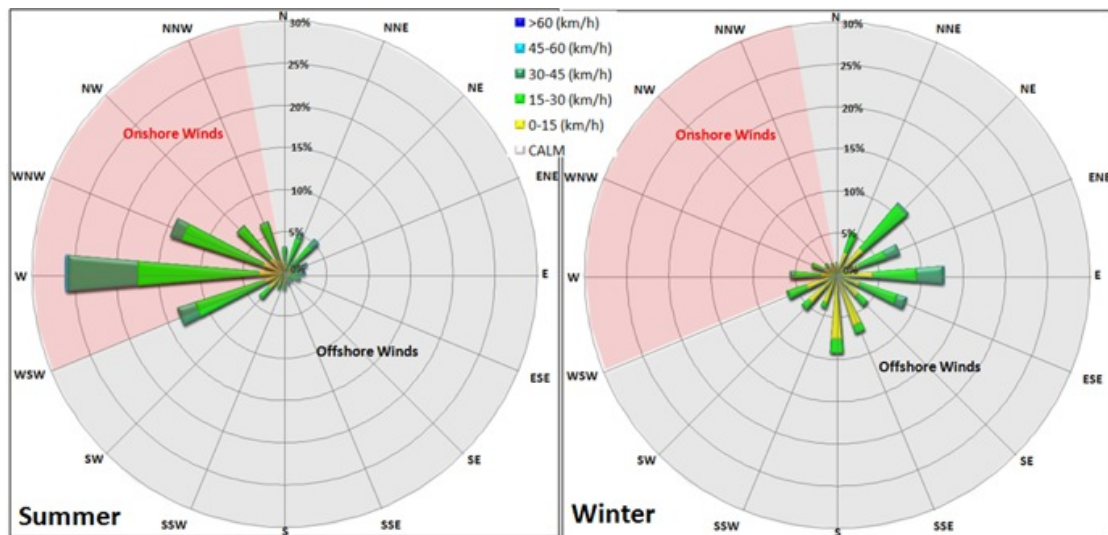 N
30%
NNW
NNE
25%
NW
NE
20%
Onshore Winds
15%
WNW
ENE
10%
5%
0%
W
E
Offshore Winds
WSW
ESE
SW
SE
SSW
SSE
S
Summer
>60 (km/h)
45-60 (km/h)
30-45 (km/h)
15-30 (km/h)
0-15 (km/h)
CALM
N
30%
NNW
NNE
25%
NW
NE
20%
Onshore Winds
15%
WNW
ENE
10%
5%
W
E
Offshore Winds
WSW
ESE
SW
SE
SSW
SSE
S
Winter